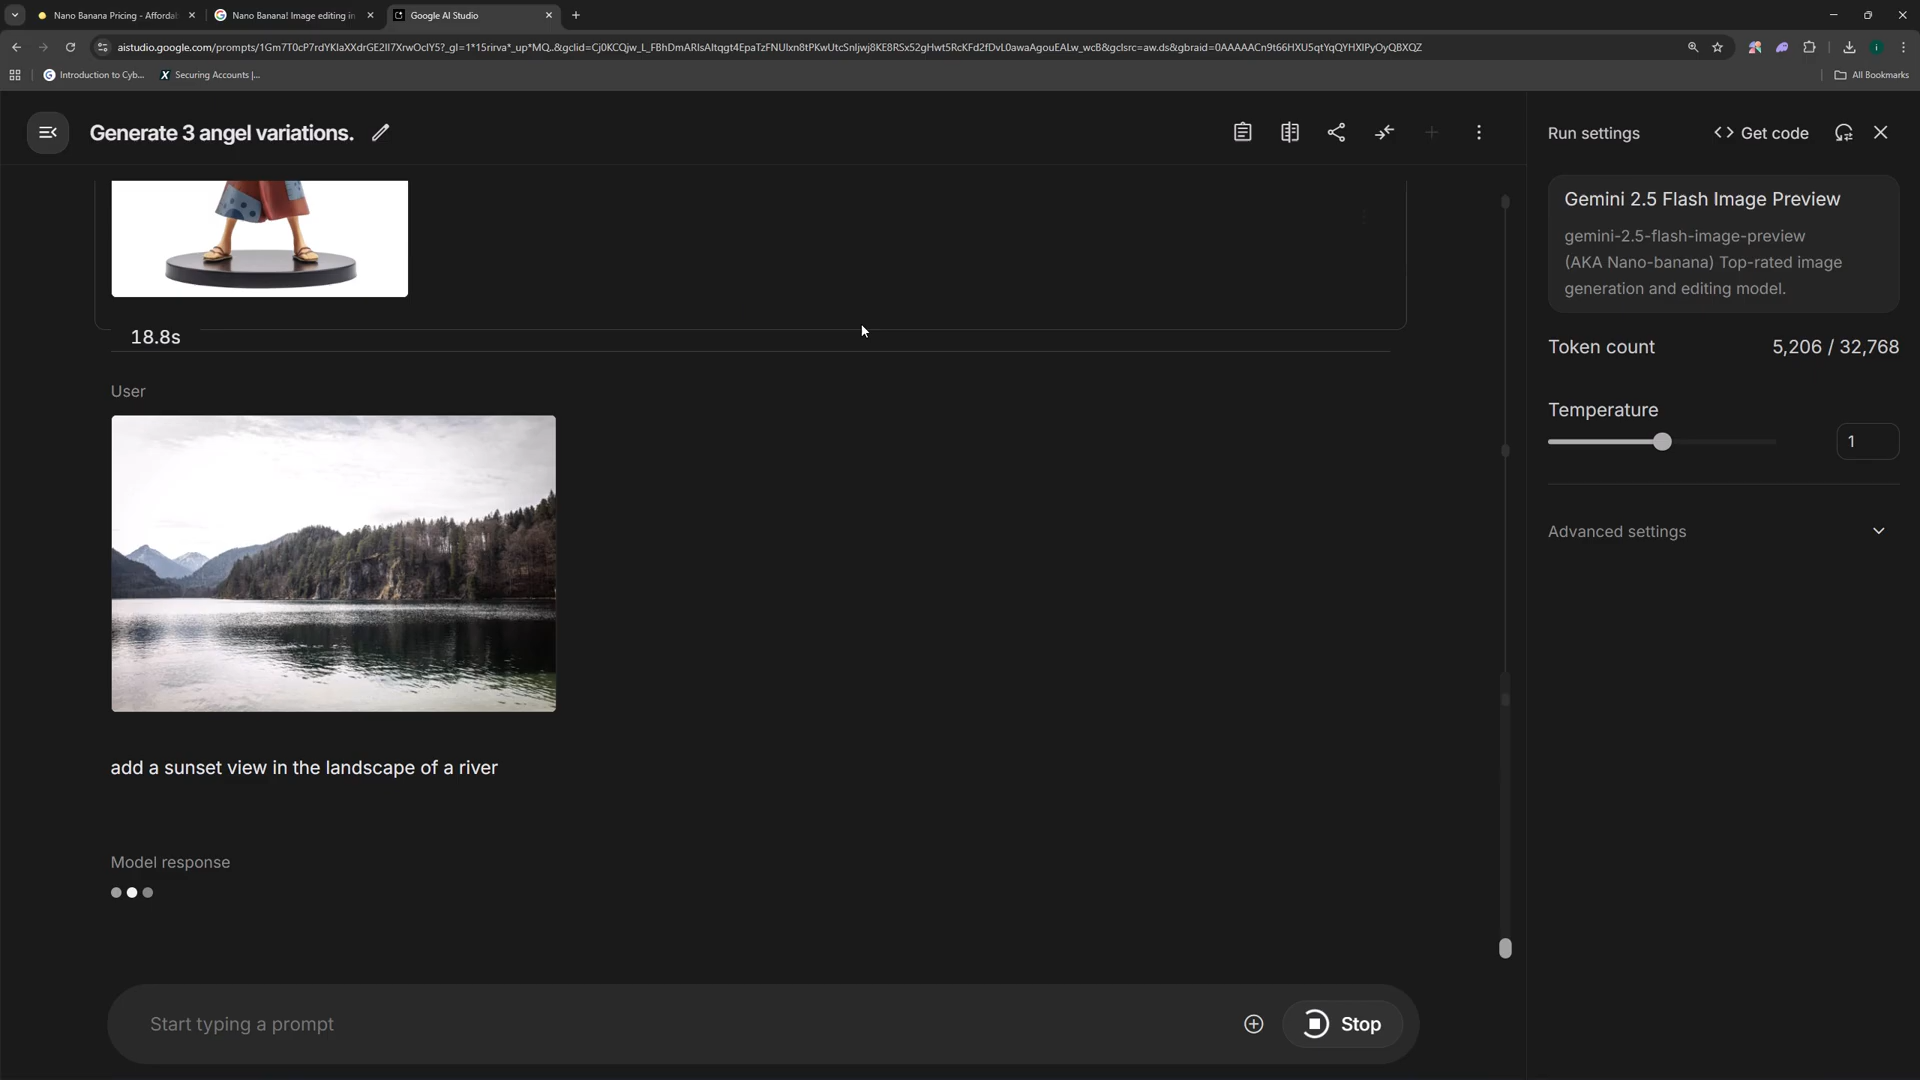 Nano Banana Pricing - Afforda
Nano Banana! Image editing in
Google AI Studio
Introduction to Cyb...
Securing Accounts |...
All Bookmarks
Generate 3 angel variations.
18.8s
User
add a sunset view in the landscape of a river
Model response
Start typing a prompt
Stop
Run settings
Get code
Gemini 2.5 Flash Image Preview
gemini-2.5-flash-image-preview
(AKA Nano-banana) Top-rated image
generation and editing model.
Token count 5,206 / 32,768
Temperature
1
Advanced settings